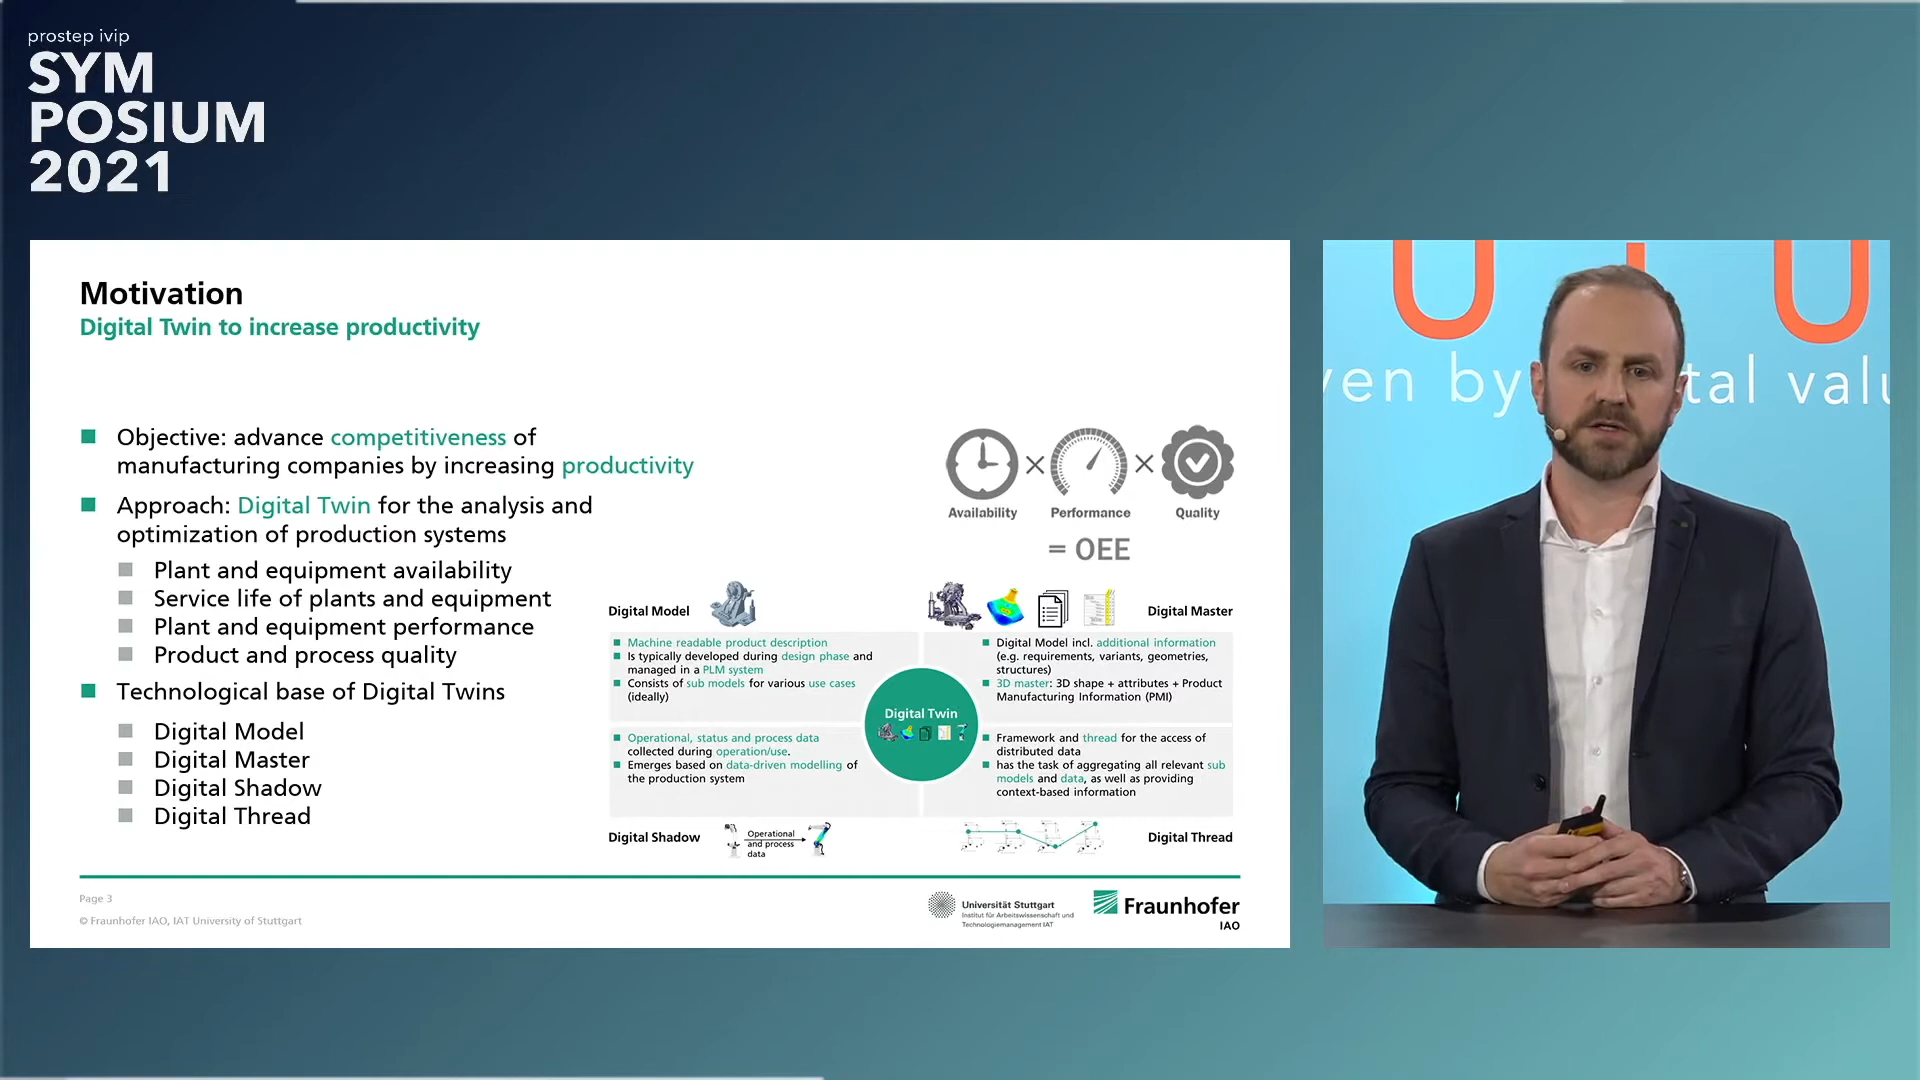 prostep ivip
SYM
POSIUM
2021
Motivation
Digital Twin to increase productivity
Objective: advance competitiveness of
manufacturing companies by increasing productivity
Approach: Digital Twin for the analysis and
optimization of production systems
Plant and equipment availability
Service life of plants and equipment
Plant and equipment performance
Product and process quality
Technological base of Digital Twins
Digital Model
Digital Master
Digital Shadow
Digital Thread
Availability × Performance × Quality
= OEE
Digital Model
Machine readable product description
Is typically developed during design phase and
managed in a PLM system
Consists of sub models for various use cases
(ideally)
Digital Master
Digital Model incl. additional information
(e.g. requirements, variants, geometries,
structures)
3D master: 3D shape + attributes + Product
Manufacturing Information (PMI)
Digital Twin
Operational, status and process data
collected during operation/use.
Emerges based on data-driven modelling of
the production system
Digital Shadow
Operational
and process
data
Framework and thread for the access of
distributed data
has the task of aggregating all relevant sub
models and data, as well as providing
context-based information
Digital Thread
Page 3
© Fraunhofer IAO, IAT University of Stuttgart
Universität Stuttgart
Institut für Arbeitswissenschaft und
Technologiemanagement IAT
Fraunhofer
IAO
ven by tal valu